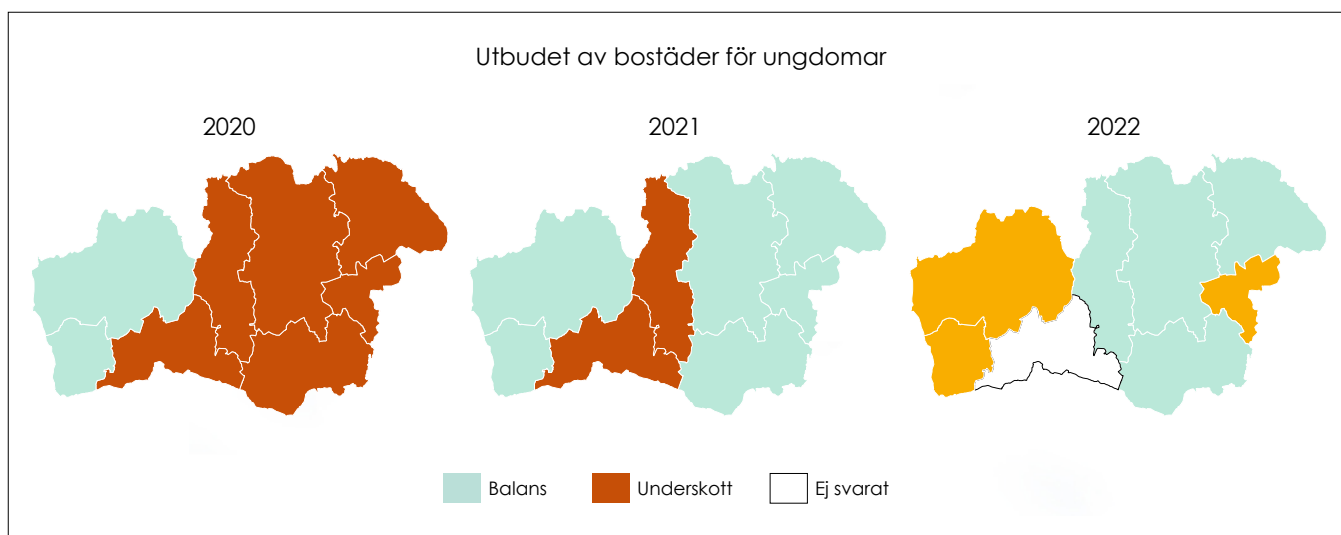 Utbudet av bostäder för ungdomar
2020
2021
2022
Balans
Underskott
Ej svarat